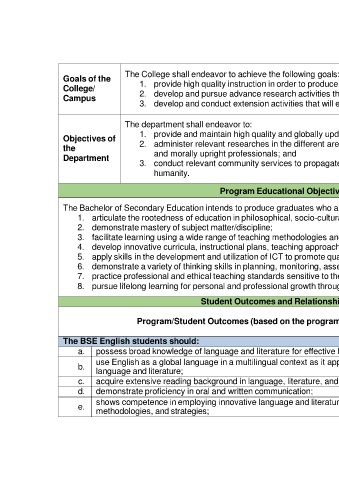 Goals of the
College/
Campus
The College shall endeavor to achieve the following goals:
1. provide high quality instruction in order to produce
2. develop and pursue advanced research activities th
3. develop and conduct extension activities that will e
Objectives of
the
Department
The department shall endeavor to:
1. provide and maintain high quality and globally upd
2. administer relevant researches in the different are
and morally upright professionals; and
3. conduct relevant community services to propagate
humanity.
Program Educational Objectiv
The Bachelor of Secondary Education intends to produce graduates who a
1. articulate the rootedness of education in philosophical, socio-cultura
2. demonstrate mastery of subject matter/discipline;
3. facilitate learning using a wide range of teaching methodologies an
4. develop innovative curricula, instructional plans, teaching approach
5. apply skills in the development and utilization of ICT to promote qua
6. demonstrate a variety of thinking skills in planning, monitoring, asse
7. practice professional and ethical teaching standards sensitive to the
8. pursue lifelong learning for personal and professional growth throug
Student Outcomes and Relationshi
Program/Student Outcomes (based on the program
The BSE English students should:
a. possess broad knowledge of language and literature for effective l
b. use English as a global language in a multilingual context as it app
language and literature;
c. acquire extensive reading background in language, literature, and
d. demonstrate proficiency in oral and written communication;
e. shows competence in employing innovative language and literatur
methodologies, and strategies;